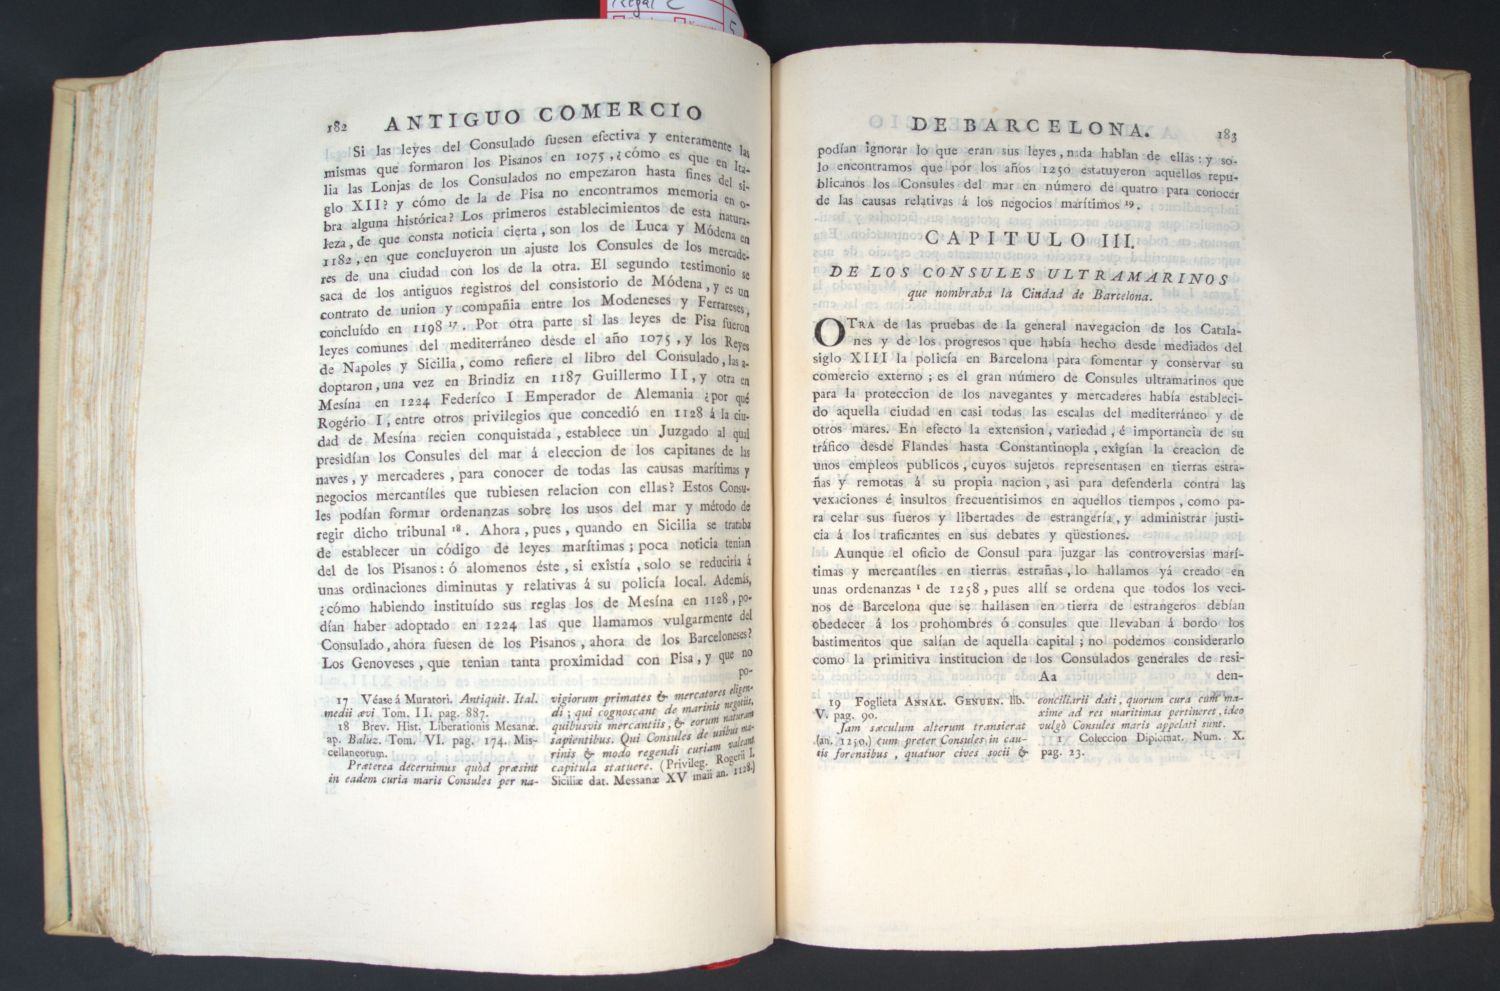 Regal C
5
182 ANTIGUO COMERCIO
Si las leyes del Consulado fuesen efectiva y enteramente las
mismas que formaron los Pisanos en 1075, ¿cómo es que en Ita-
lia las Lonjas de los Consulados no empezaron hasta fines del si-
glo XII? y cómo de la de Pisa no encontramos memoria en o-
bra alguna histórica? Los primeros establecimientos de esta natura-
leza, de que consta noticia cierta, son los de Luca y Módena en
1182, en que concluyeron un ajuste los Consules de los mercade-
res de una ciudad con los de la otra. El segundo testimonio se
saca de los antiguos registros del consistorio de Módena, y es un
contrato de union y compañia entre los Modeneses y Ferrareses,
concluído en 1198 17. Por otra parte si las leyes de Pisa fueron
leyes comunes del mediterráneo desde el año 1075, y los Reyes
de Napoles y Sicilia, como refiere el libro del Consulado, las a-
doptaron, una vez en Brindiz en 1187 Guillermo II, y otra en
Mesína en 1224 Federíco I Emperador de Alemania ¿por qué
Rogério I, entre otros privilegios que concedió en 1128 á la ciu-
dad de Mesína recien conquistada, establece un Juzgado al qual
presidían los Consules del mar á eleccion de los capitanes de las
naves, y mercaderes, para conocer de todas las causas marítimas y
negocios mercantíles que tubiesen relacion con ellas? Estos Consu-
les podían formar ordenanzas sobre los usos del mar y método de
regir dicho tribunal 18. Ahora, pues, quando en Sicilia se trataba
de establecer un código de leyes marítimas; poca noticia tenian
del de los Pisanos: ó alomenos éste, si existía, solo se reduciría á
unas ordinaciones diminutas y relativas á su policía local. Además,
¿cómo habiendo instituído sus reglas los de Mesína en 1128, po-
dían haber adoptado en 1224 las que llamamos vulgarmente del
Consulado, ahora fuesen de los Pisanos, ahora de los Barceloneses?
Los Genoveses, que tenian tanta proximidad con Pisa, y que no
po-
17 Véase á Muratori. Antiquit. Ital.
medii ævi Tom. II. pag. 887.
18 Brev. Hist. Liberationis Mesanæ.
ap. Baluz. Tom. VI. pag. 174. Mis-
cellaneorum.
Præterea decernimus quòd præsint
in eadem curia maris Consules per na-
vigiorum primates & mercatores eligen-
di; qui cognoscant de marinis negotiis,
quibusvis mercantiis, & eorum naturam
sapientibus. Qui Consules de usibus ma-
rinis & modo regendi curiam valeant
capitula statuere. (Privileg. Rogerii I.
Siciliæ dat. Messanæ XV maii an. 1128.)
DE BARCELONA. 183
podían ignorar lo que eran sus leyes, nada hablan de ellas: y so-
lo encontramos que por los años 1250 estatuyeron aquellos repu-
blicanos los Consules del mar en número de quatro para conocer
de las causas relativas á los negocios marítimos 19.
CAPITULO III.
DE LOS CONSULES ULTRAMARINOS
que nombraba la Ciudad de Barcelona.
OTRA de las pruebas de la general navegacion de los Catala-
nes y de los progresos que había hecho desde mediados del
siglo XIII la policía en Barcelona para fomentar y conservar su
comercio externo; es el gran número de Consules ultramarinos que
para la proteccion de los navegantes y mercaderes había estableci-
do aquella ciudad en casi todas las escalas del mediterráneo y de
otros mares. En efecto la extension, variedad, é importancia de su
tráfico desde Flandes hasta Constantinopla, exigían la creacion de
unos empleos publicos, cuyos sujetos representasen en tierras estra-
ñas y remotas á su propia nacion, asi para defenderla contra las
vexaciones é insultos frecuentisimos en aquellos tiempos, como pa-
ra celar sus fueros y libertades de estrangería, y administrar justi-
cia á los traficantes en sus debates y qüestiones.
Aunque el oficio de Consul para juzgar las controversias marí-
timas y mercantíles en tierras estrañas, lo hallamos yá creado en
unas ordenanzas 1 de 1258, pues allí se ordena que todos los veci-
nos de Barcelona que se hallasen en tierra de estrangeros debían
obedecer á los prohombres ó consules que llevaban á bordo los
bastimentos que salían de aquella capital; no podemos considerarlo
como la primitiva institucion de los Consulados generales de resi-
Aa den-
19 Foglieta ANNAL. GENUEN. lib.
V. pag. 90.
Jam sæculum alterum transierat
(an. 1250.) cum preter Consules in cau-
sis forensibus, quatuor cives socii &
conciliarii dati, quorum cura cùm ma-
xime ad res maritimas pertineret, ideo
vulgò Consules maris appelati sunt.
1 Coleccion Diplomat. Num. X.
pag. 23.